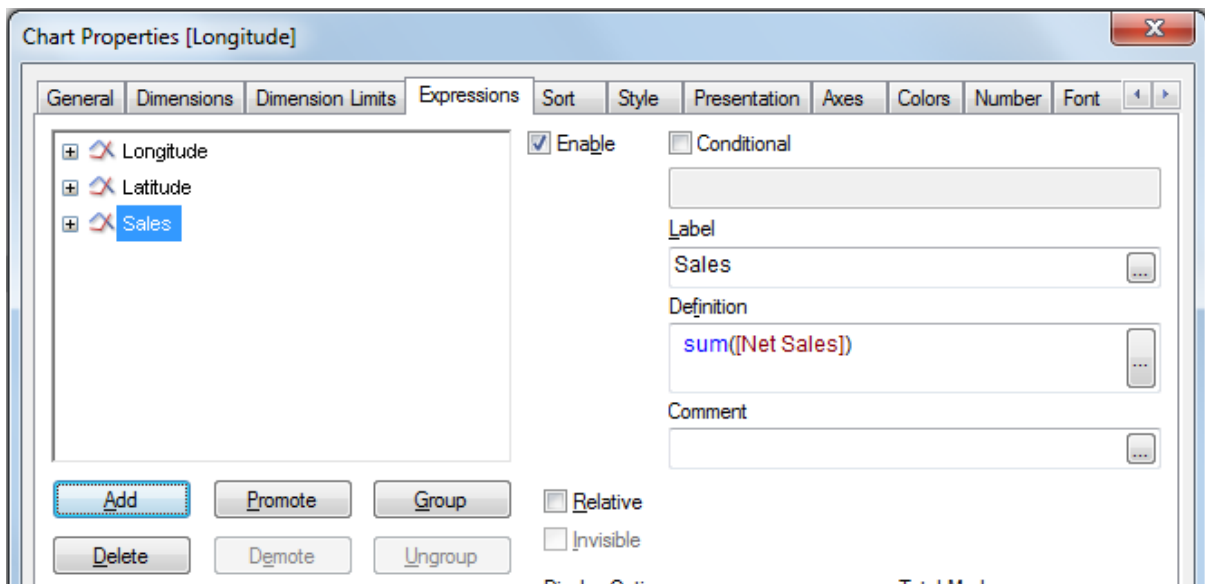 Chart Properties [Longitude]
General Dimensions Dimension Limits Expressions Sort Style Presentation Axes Colors Number Font
Longitude
Latitude
Sales
Enable
Conditional
Label
Sales
...
Definition
sum([Net Sales])
...
Comment
...
Add Promote Group
Relative
Invisible
Delete Demote Ungroup